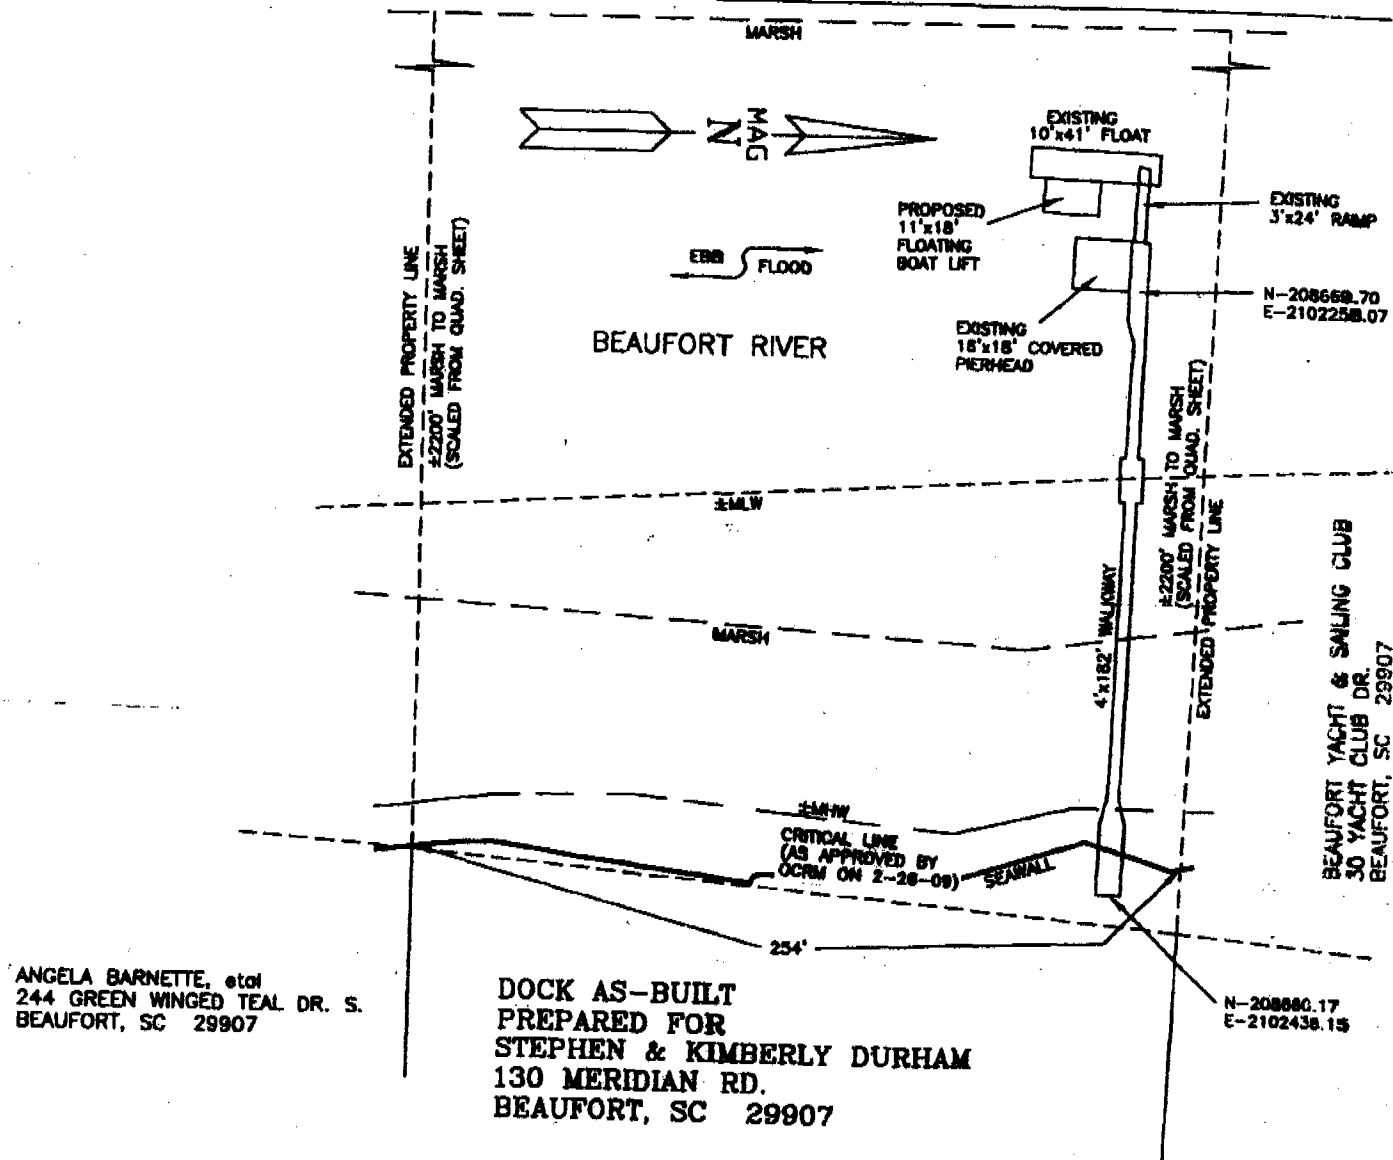 MARSH
MAG
N
EXISTING
10'x41' FLOAT
PROPOSED
11'x18'
FLOATING
BOAT LIFT
EXISTING
3'x24' RAMP
EBB
FLOOD
BEAUFORT RIVER
EXISTING
18'x18' COVERED
PIERHEAD
EXTENDED PROPERTY LINE
±2200' MARSH TO MARSH
(SCALED FROM QUAD. SHEET)
±2200' MARSH TO MARSH
(SCALED FROM QUAD. SHEET)
EXTENDED PROPERTY LINE
±MLW
MARSH
4'x182' WALKWAY
±MHW
CRITICAL LINE
(AS APPROVED BY
OCRM ON 2-26-09)
SEAWALL
254'
BEAUFORT YACHT & SAILING CLUB
30 YACHT CLUB DR.
BEAUFORT, SC 29907
ANGELA BARNETTE, etal
244 GREEN WINGED TEAL DR. S.
BEAUFORT, SC 29907
DOCK AS-BUILT
PREPARED FOR
STEPHEN & KIMBERLY DURHAM
130 MERIDIAN RD.
BEAUFORT, SC 29907